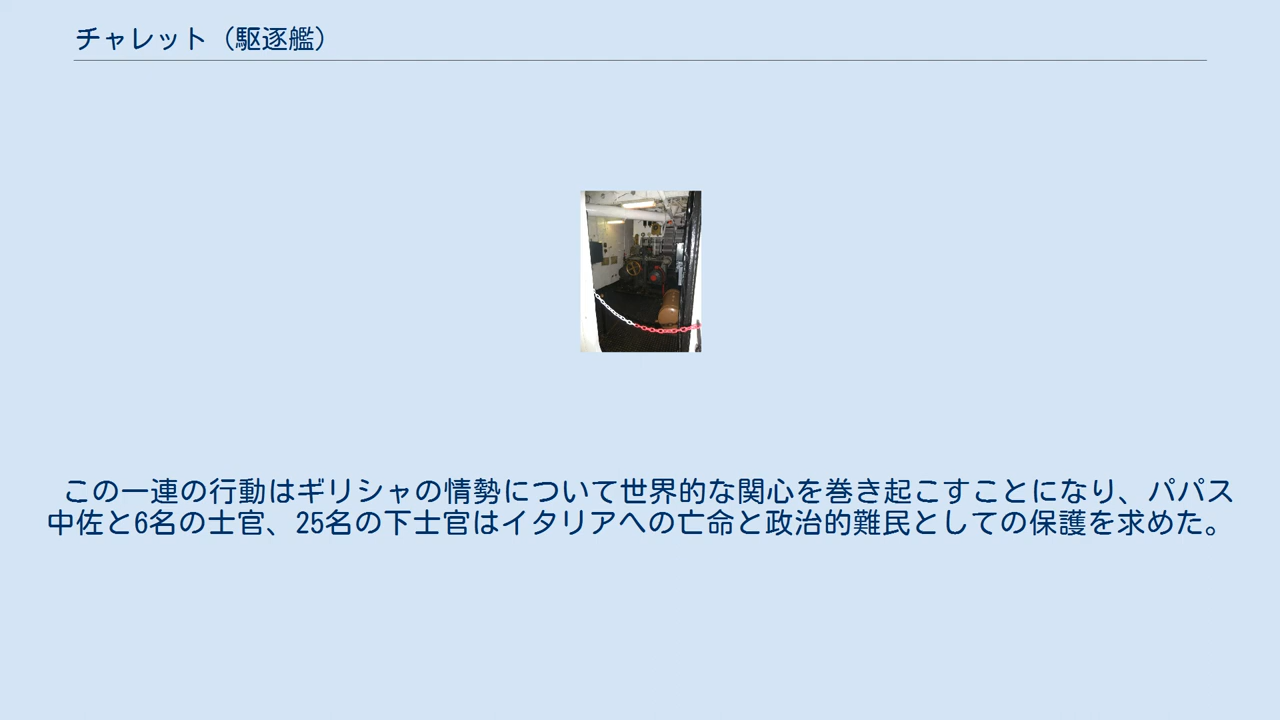 チャレット（駆逐艦）
この一連の行動はギリシャの情勢について世界的な関心を巻き起こすことになり、パパス
中佐と6名の士官、25名の下士官はイタリアへの亡命と政治的難民としての保護を求めた。